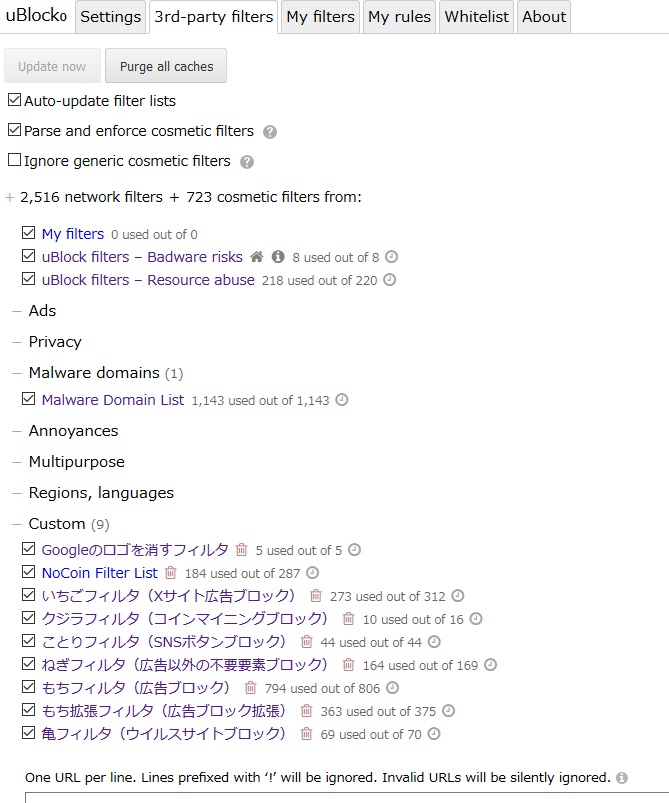 uBlock₀ Settings 3rd-party filters My filters My rules Whitelist About
Update now Purge all caches
Auto-update filter lists
Parse and enforce cosmetic filters
Ignore generic cosmetic filters
+ 2,516 network filters + 723 cosmetic filters from:
My filters 0 used out of 0
uBlock filters – Badware risks 8 used out of 8
uBlock filters – Resource abuse 218 used out of 220
– Ads
– Privacy
– Malware domains (1)
Malware Domain List 1,143 used out of 1,143
– Annoyances
– Multipurpose
– Regions, languages
– Custom (9)
Googleのロゴを消すフィルタ 5 used out of 5
NoCoin Filter List 184 used out of 287
いちごフィルタ（Xサイト広告ブロック） 273 used out of 312
クジラフィルタ（コインマイニングブロック） 10 used out of 16
ことりフィルタ（SNSボタンブロック） 44 used out of 44
ねぎフィルタ（広告以外の不要要素ブロック） 164 used out of 169
もちフィルタ（広告ブロック） 794 used out of 806
もち拡張フィルタ（広告ブロック拡張） 363 used out of 375
亀フィルタ（ウイルスサイトブロック） 69 used out of 70
One URL per line. Lines prefixed with ‘!’ will be ignored. Invalid URLs will be silently ignored.